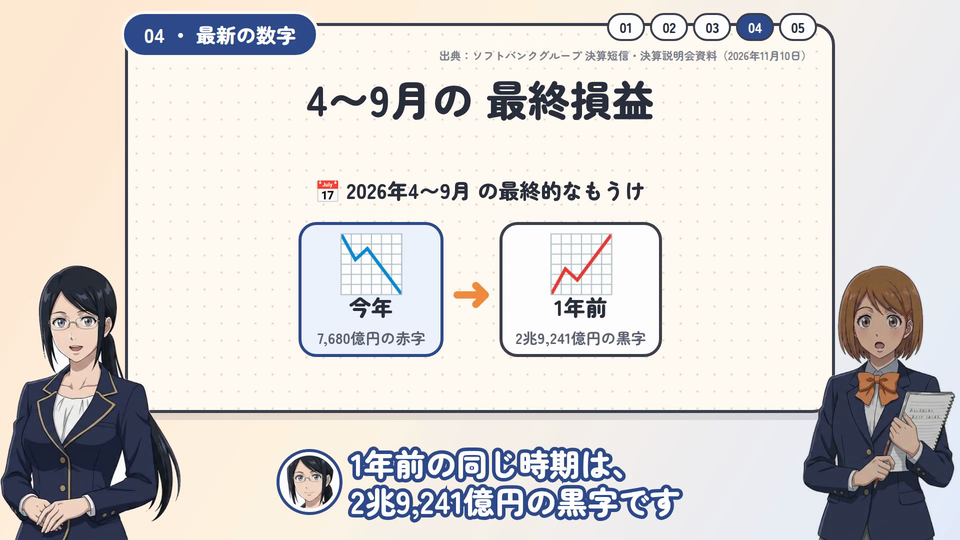 04 ・ 最新の数字
01 02 03 04 05
出典：ソフトバンクグループ 決算短信・決算説明会資料（2026年11月10日）
4〜9月の 最終損益
July 17 2026年4〜9月 の最終的なもうけ
今年
7,680億円の赤字
1年前
2兆9,241億円の黒字
1年前の同じ時期は、
2兆9,241億円の黒字です